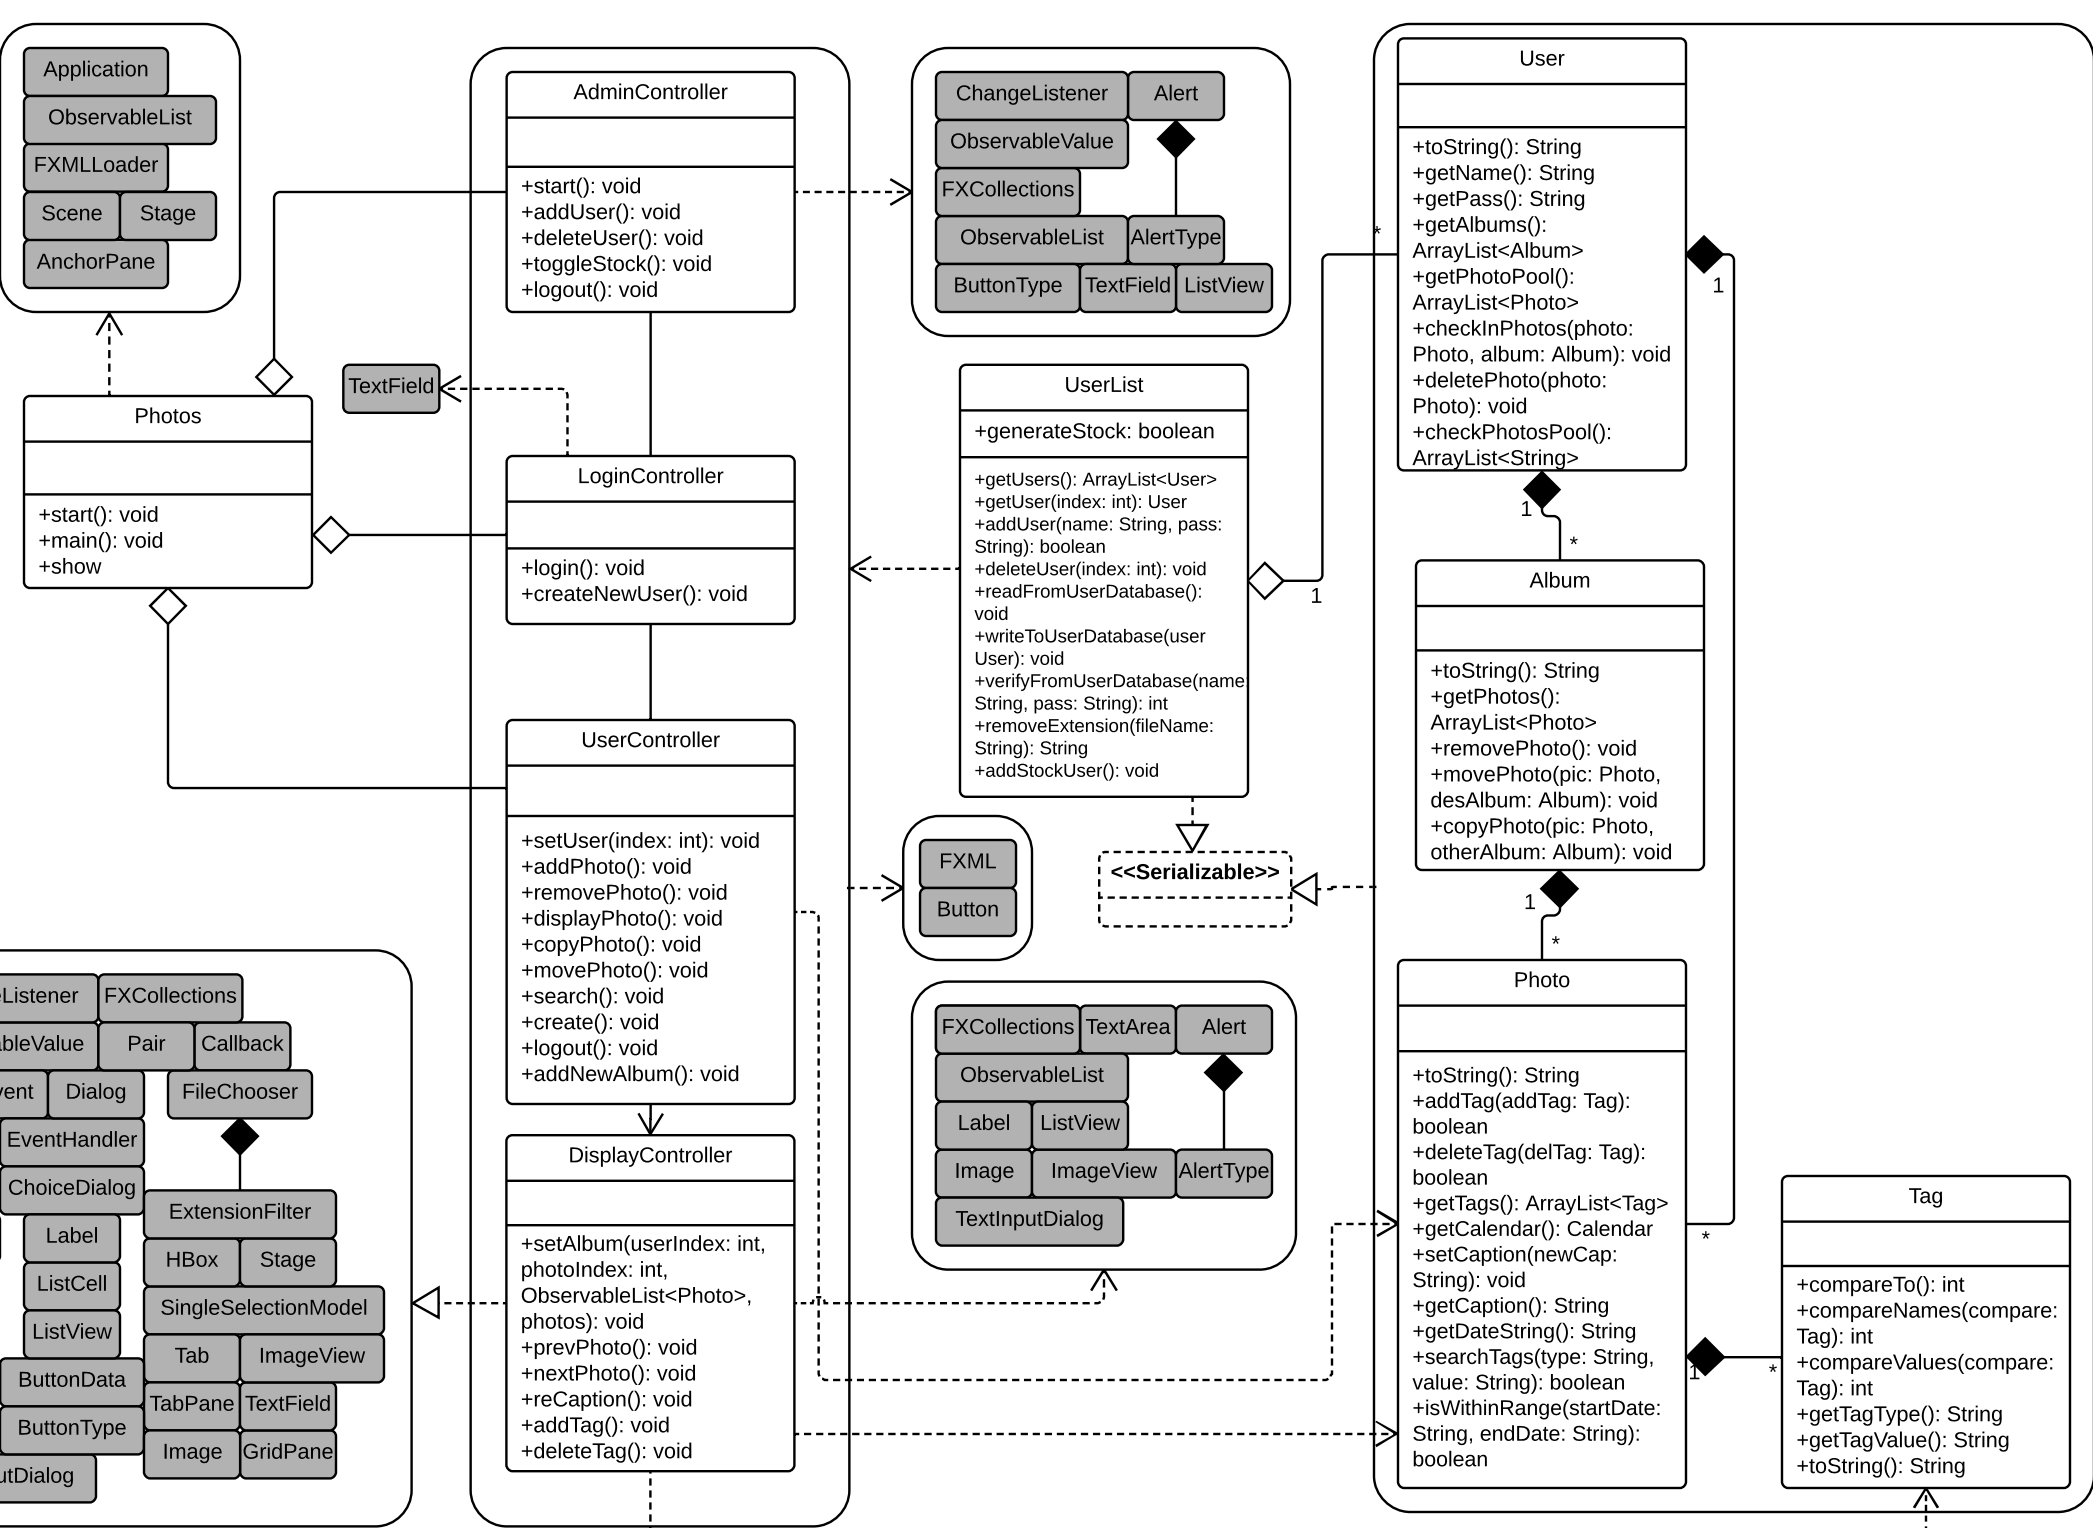 Application
ObservableList
FXMLLoader
Scene
Stage
AnchorPane
Photos
+start(): void
+main(): void
+show
TextField
AdminController
+start(): void
+addUser(): void
+deleteUser(): void
+toggleStock(): void
+logout(): void
LoginController
+login(): void
+createNewUser(): void
UserController
+setUser(index: int): void
+addPhoto(): void
+removePhoto(): void
+displayPhoto(): void
+copyPhoto(): void
+movePhoto(): void
+search(): void
+create(): void
+logout(): void
+addNewAlbum(): void
DisplayController
+setAlbum(userIndex: int,
photoIndex: int,
ObservableList<Photo>,
photos): void
+prevPhoto(): void
+nextPhoto(): void
+reCaption(): void
+addTag(): void
+deleteTag(): void
ChangeListener
Alert
ObservableValue
FXCollections
ObservableList
AlertType
ButtonType
TextField
ListView
UserList
+generateStock: boolean
+getUsers(): ArrayList<User>
+getUser(index: int): User
+addUser(name: String, pass:
String): boolean
+deleteUser(index: int): void
+readFromUserDatabase():
void
+writeToUserDatabase(user
User): void
+verifyFromUserDatabase(name:
String, pass: String): int
+removeExtension(fileName:
String): String
+addStockUser(): void
*
1
FXML
Button
<<Serializable>>
FXCollections
TextArea
Alert
ObservableList
Label
ListView
Image
ImageView
AlertType
TextInputDialog
User
+toString(): String
+getName(): String
+getPass(): String
+getAlbums():
ArrayList<Album>
+getPhotoPool():
ArrayList<Photo>
+checkInPhotos(photo:
Photo, album: Album): void
+deletePhoto(photo:
Photo): void
+checkPhotosPool():
ArrayList<String>
1
1
*
Album
+toString(): String
+getPhotos():
ArrayList<Photo>
+removePhoto(): void
+movePhoto(pic: Photo,
desAlbum: Album): void
+copyPhoto(pic: Photo,
otherAlbum: Album): void
1
*
Photo
+toString(): String
+addTag(addTag: Tag):
boolean
+deleteTag(delTag: Tag):
boolean
+getTags(): ArrayList<Tag>
+getCalendar(): Calendar
+setCaption(newCap:
String): void
+getCaption(): String
+getDateString(): String
+searchTags(type: String,
value: String): boolean
+isWithinRange(startDate:
String, endDate: String):
boolean
*
1
*
Tag
+compareTo(): int
+compareNames(compare:
Tag): int
+compareValues(compare:
Tag): int
+getTagType(): String
+getTagValue(): String
+toString(): String
Listener
FXCollections
ableValue
Pair
Callback
vent
Dialog
FileChooser
EventHandler
ChoiceDialog
ExtensionFilter
Label
HBox
Stage
ListCell
SingleSelectionModel
ListView
Tab
ImageView
ButtonData
TabPane
TextField
ButtonType
Image
GridPane
utDialog